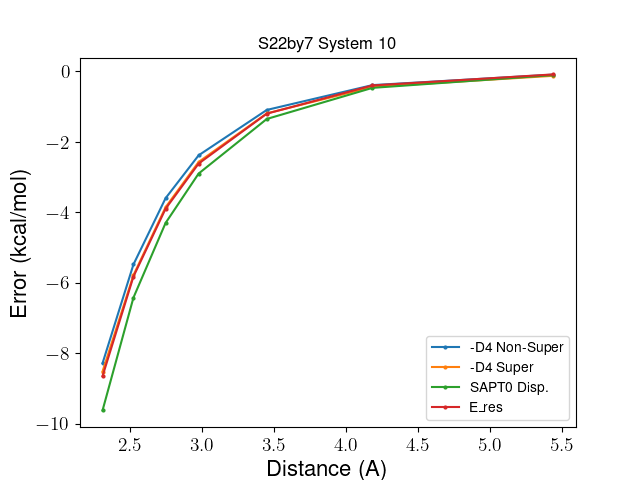 S22by7 System 10
Error (kcal/mol)
0
−2
−4
−6
−8
−10
-D4 Non-Super
-D4 Super
SAPT0 Disp.
E_res
2.5 3.0 3.5 4.0 4.5 5.0 5.5
Distance (A)